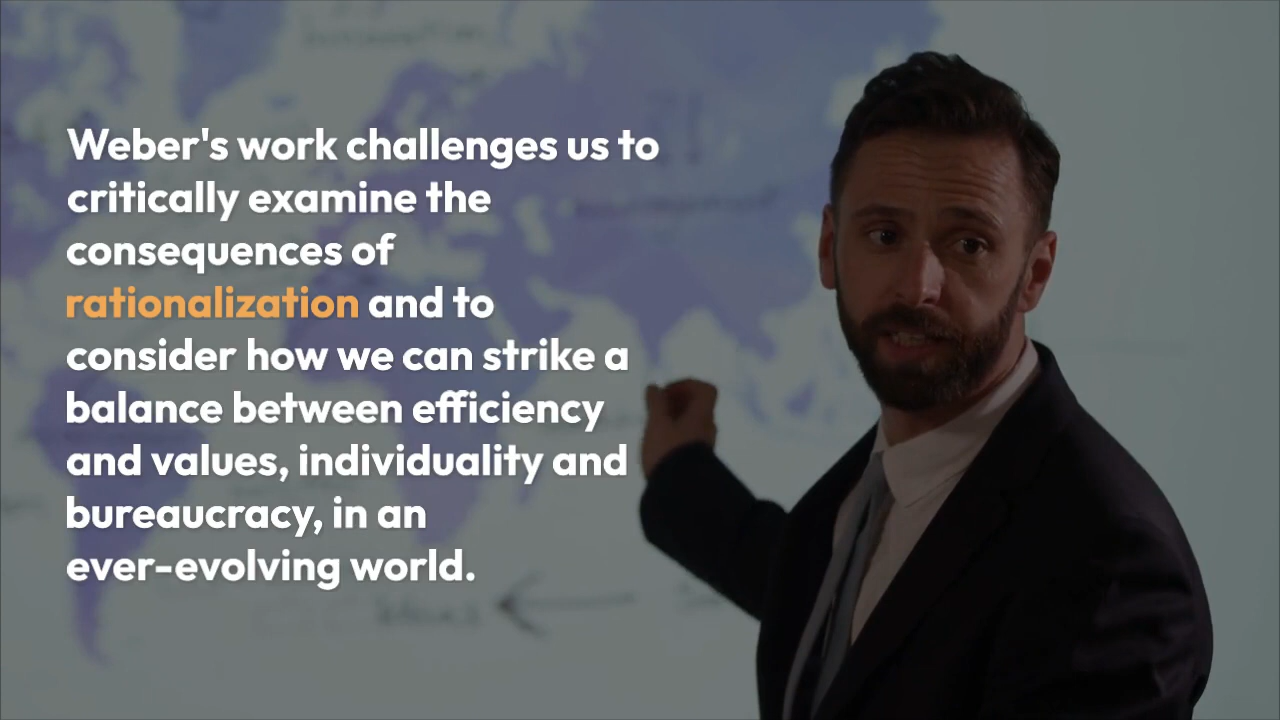 Weber's work challenges us to
critically examine the
consequences of
rationalization and to
consider how we can strike a
balance between efficiency
and values, individuality and
bureaucracy, in an
ever-evolving world.